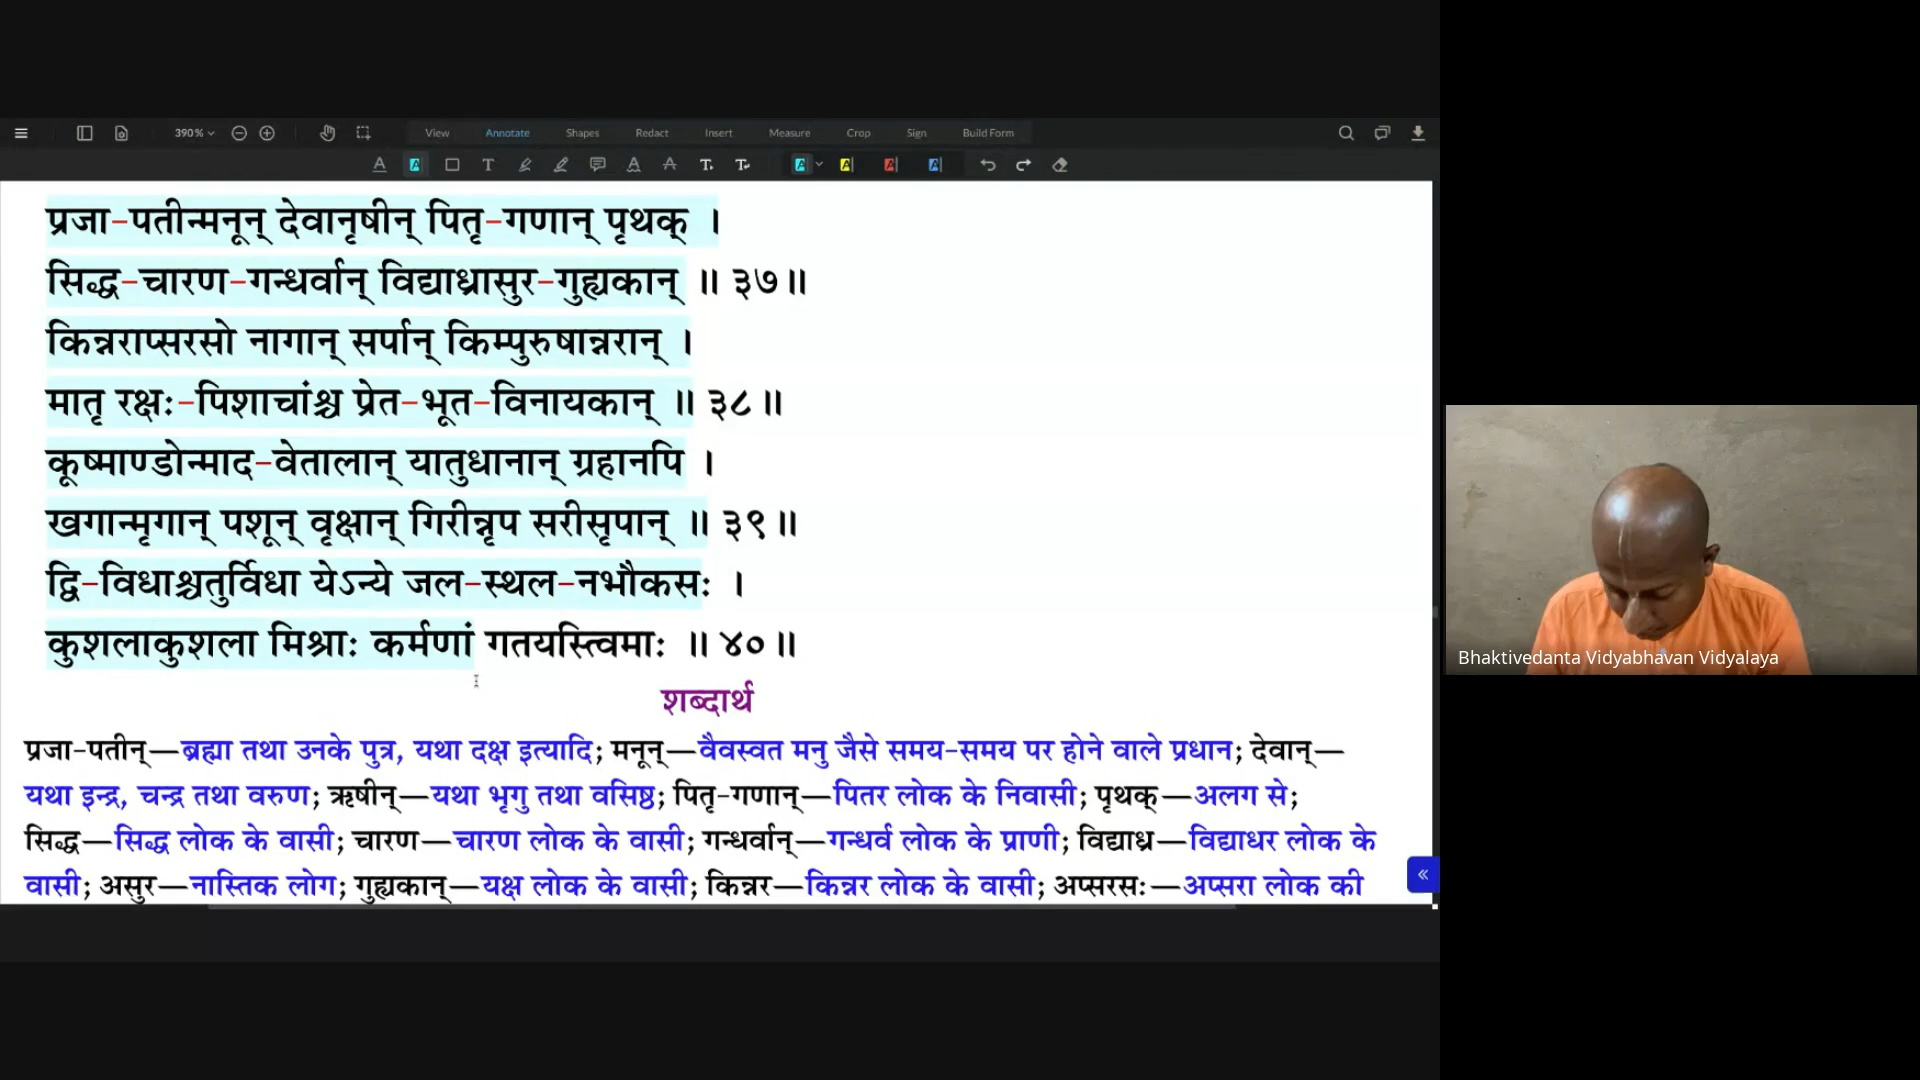 390%
View Annotate Shapes Redact Insert Measure Crop Sign Build Form
प्रजा-पतीन्मनून् देवानृषीन् पितृ-गणान् पृथक् ।
सिद्ध-चारण-गन्धर्वान् विद्याध्रासुर-गुह्यकान् ॥ ३७॥
किन्नराप्सरसो नागान् सर्पान् किम्पुरुषान्नरान् ।
मातृ रक्षः-पिशाचांश्च प्रेत-भूत-विनायकान् ॥ ३८॥
कूष्माण्डोन्माद-वेतालान् यातुधानान् ग्रहानपि ।
खगान्मृगान् पशून् वृक्षान् गिरीन्नृप सरीसृपान् ॥ ३९॥
द्वि-विधाश्चतुर्विधा येऽन्ये जल-स्थल-नभौकसः ।
कुशलाकुशला मिश्राः कर्मणां गतयस्त्विमाः ॥ ४०॥
शब्दार्थ
प्रजा-पतीन्—ब्रह्मा तथा उनके पुत्र, यथा दक्ष इत्यादि; मनून्—वैवस्वत मनु जैसे समय-समय पर होने वाले प्रधान; देवान्—
यथा इन्द्र, चन्द्र तथा वरुण; ऋषीन्—यथा भृगु तथा वसिष्ठ; पितृ-गणान्—पितर लोक के निवासी; पृथक्—अलग से;
सिद्ध—सिद्ध लोक के वासी; चारण—चारण लोक के वासी; गन्धर्वान्—गन्धर्व लोक के प्राणी; विद्याध्र—विद्याधर लोक के
वासी; असुर—नास्तिक लोग; गुह्यकान्—यक्ष लोक के वासी; किन्नर—किन्नर लोक के वासी; अप्सरसः—अप्सरा लोक की
Bhaktivedanta Vidyabhavan Vidyalaya